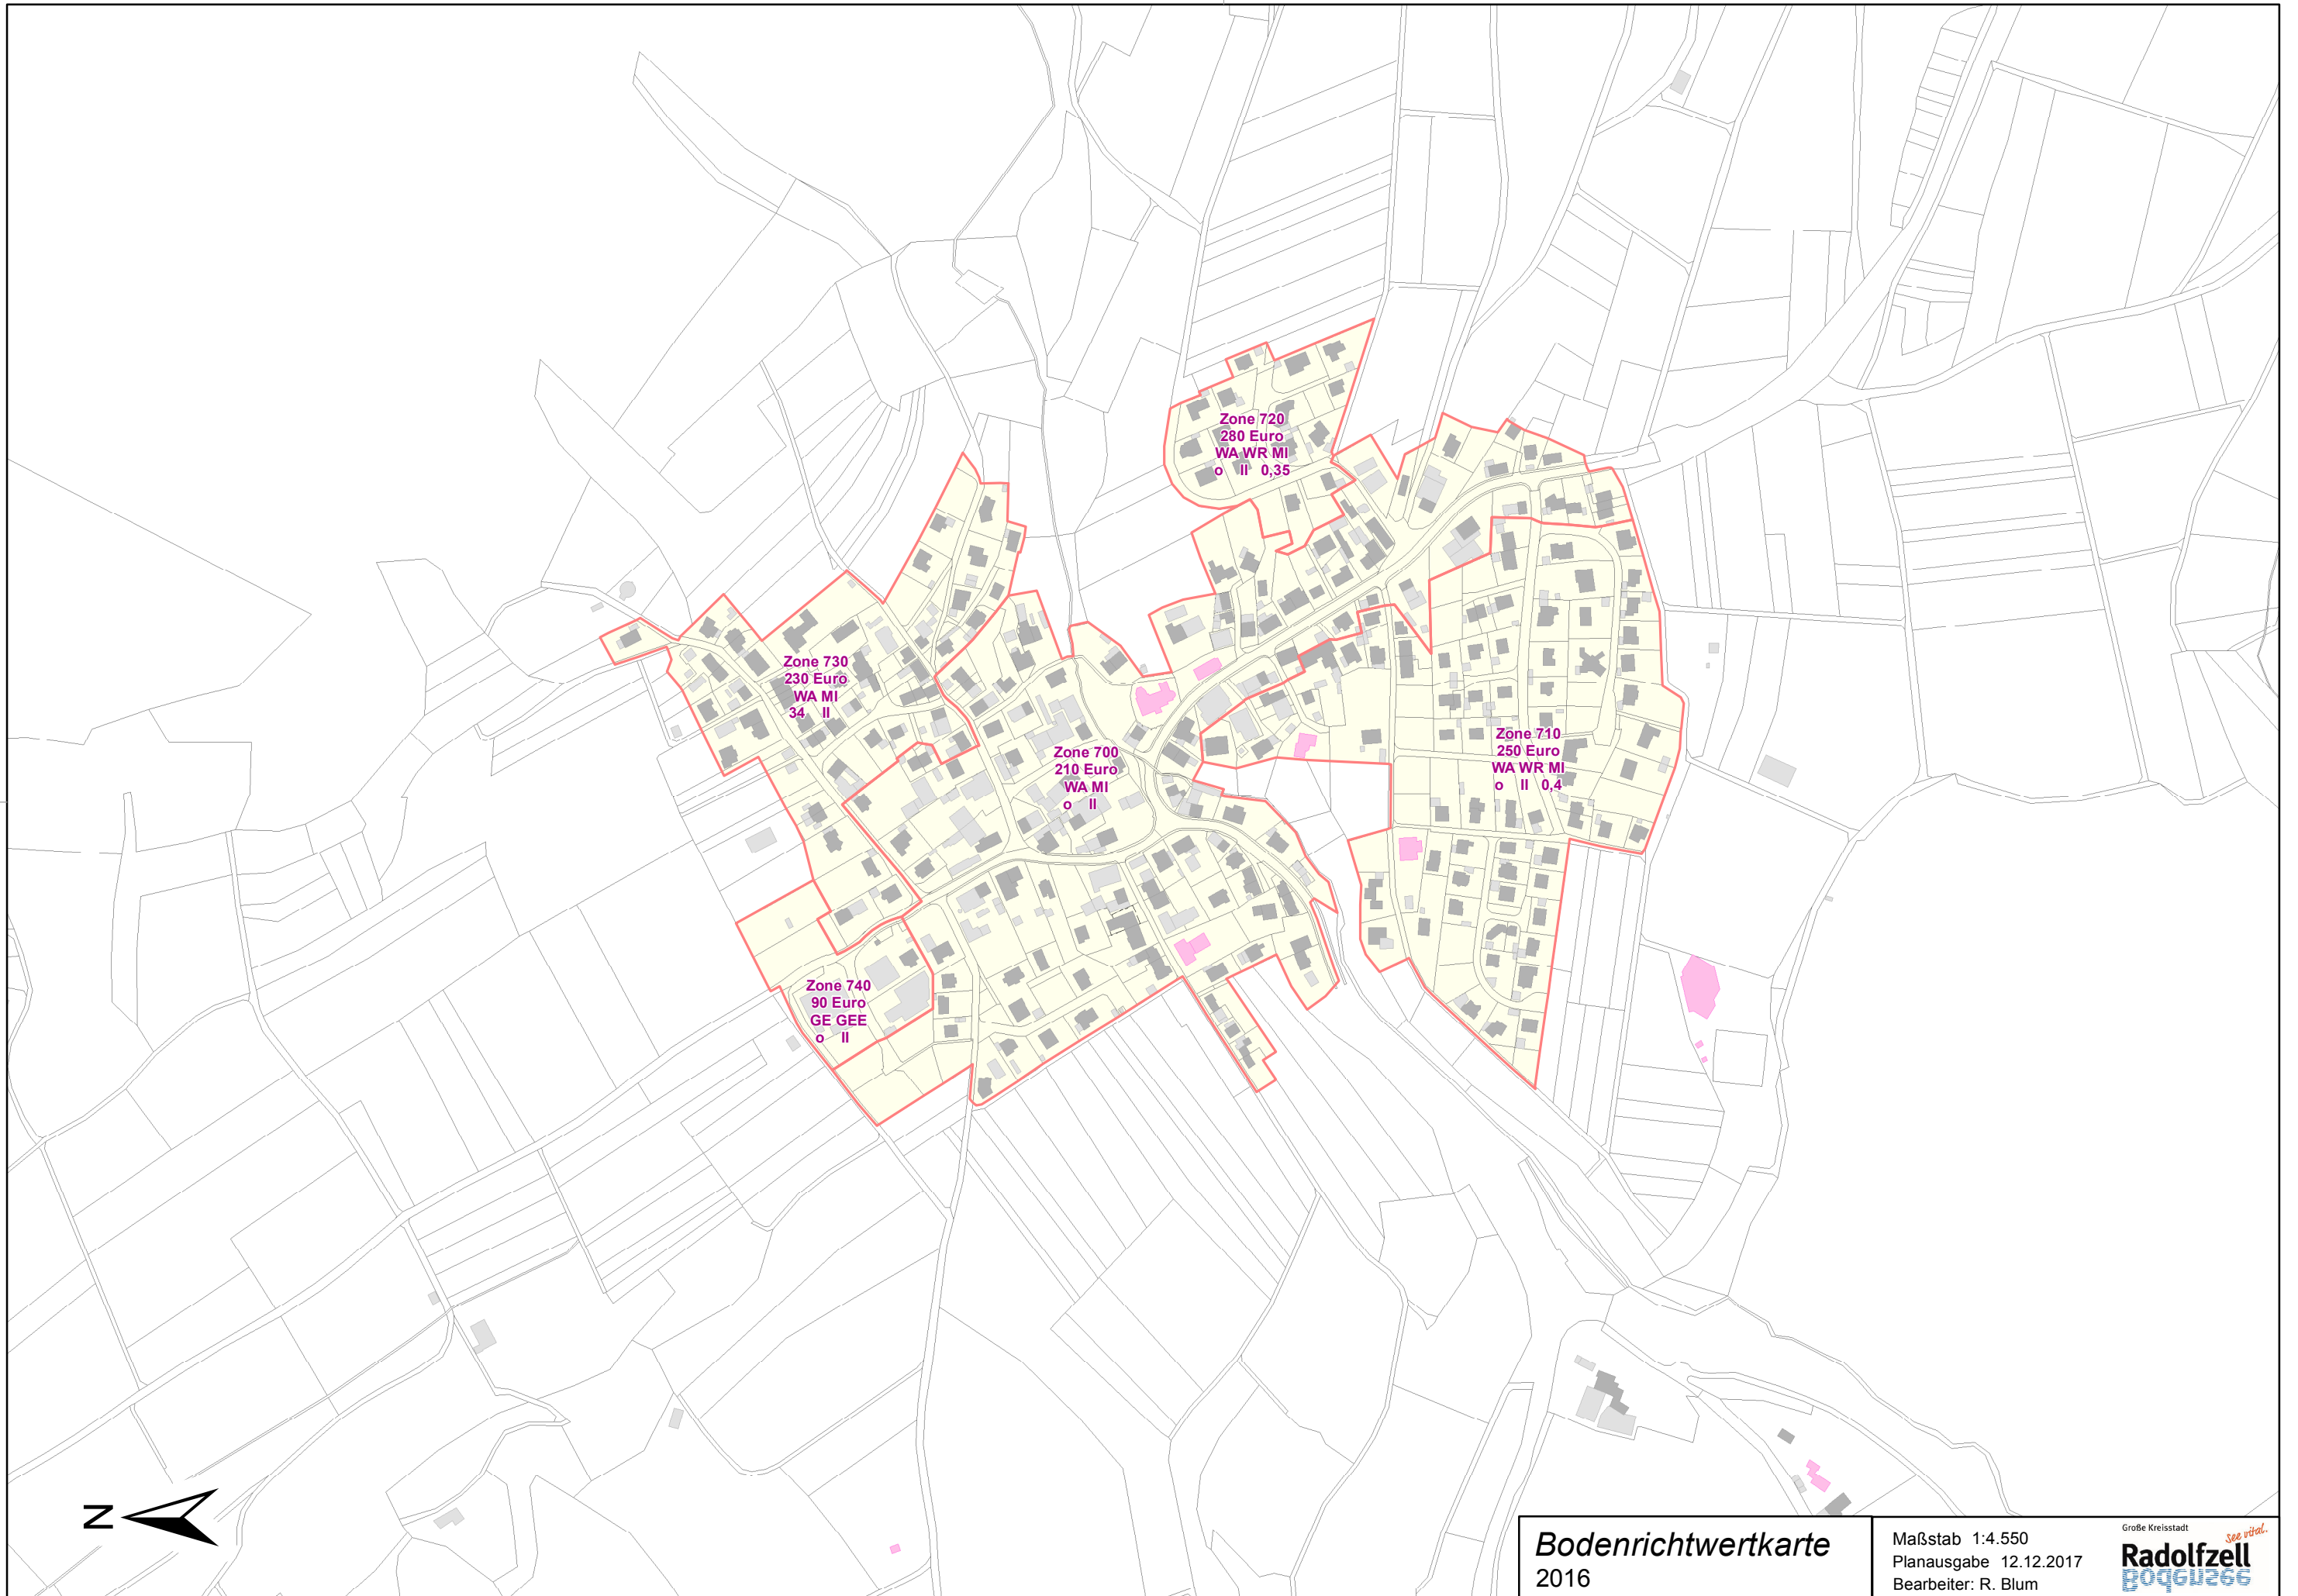 Zone 720
280 Euro
WA WR MI
o II 0,35
Zone 730
230 Euro
WA MI
34 II
Zone 700
210 Euro
WA MI
o II
Zone 710
250 Euro
WA WR MI
o II 0,4
Zone 740
90 Euro
GE GEE
o II
N
Bodenrichtwertkarte
2016
Maßstab 1:4.550
Planausgabe 12.12.2017
Bearbeiter: R. Blum
Große Kreisstadt
See vital.
Radolfzell
Bodensee